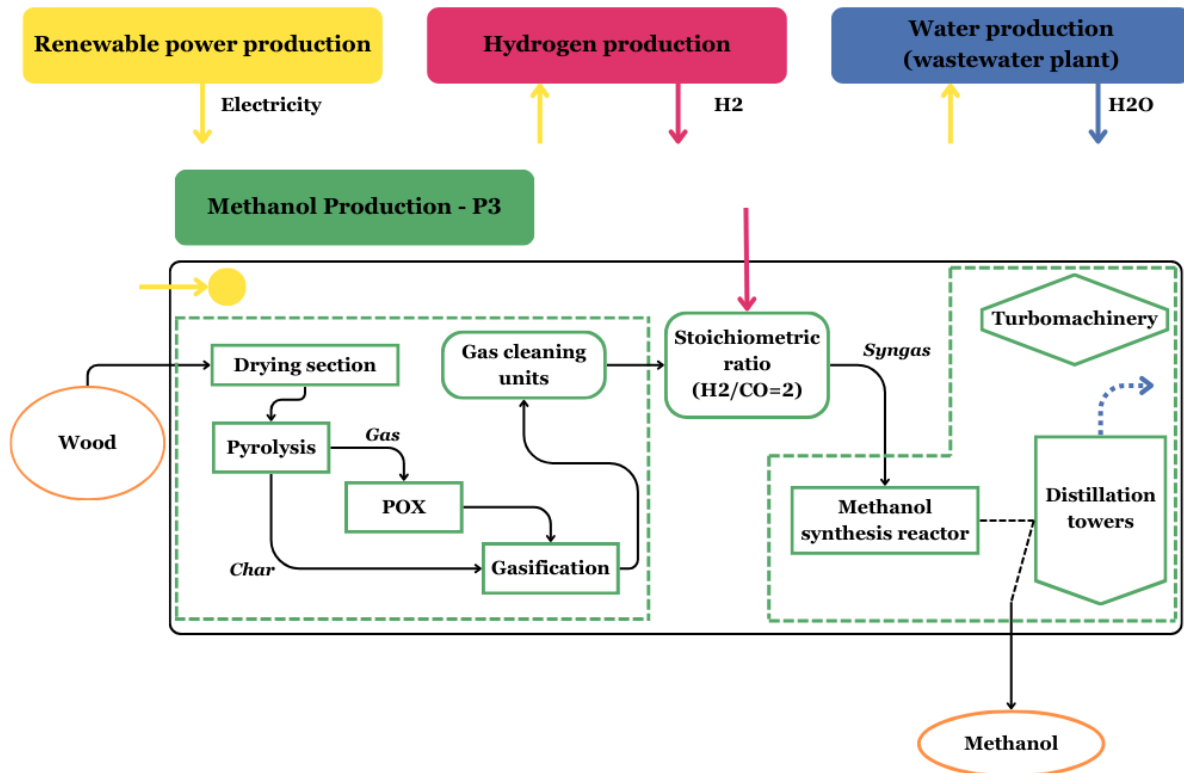 Renewable power production
Hydrogen production
Water production
(wastewater plant)
Electricity
H2
H2O
Methanol Production - P3
Turbomachinery
Stoichiometric
ratio
(H2/CO=2)
Syngas
Gas cleaning
units
Drying section
Wood
Pyrolysis
Gas
POX
Char
Gasification
Methanol
synthesis reactor
Distillation
towers
Methanol